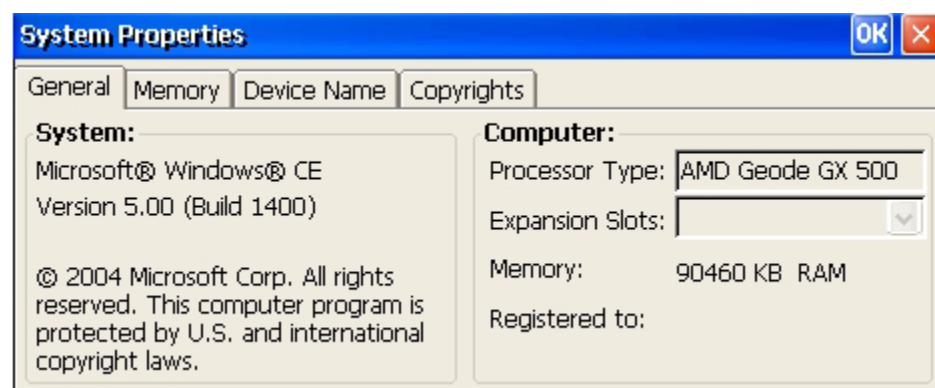 System Properties
OK
General Memory Device Name Copyrights
System:
Microsoft® Windows® CE
Version 5.00 (Build 1400)
© 2004 Microsoft Corp. All rights
reserved. This computer program is
protected by U.S. and international
copyright laws.
Computer:
Processor Type: AMD Geode GX 500
Expansion Slots:
Memory: 90460 KB RAM
Registered to: